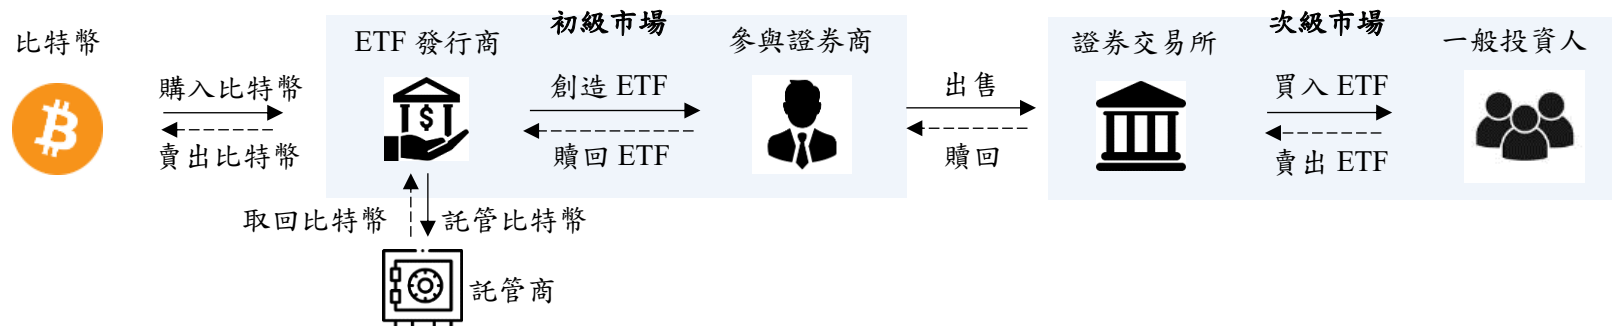 初級市場
次級市場
比特幣
ETF 發行商
參與證券商
證券交易所
一般投資人
購入比特幣
賣出比特幣
創造 ETF
贖回 ETF
出售
贖回
買入 ETF
賣出 ETF
取回比特幣
託管比特幣
託管商